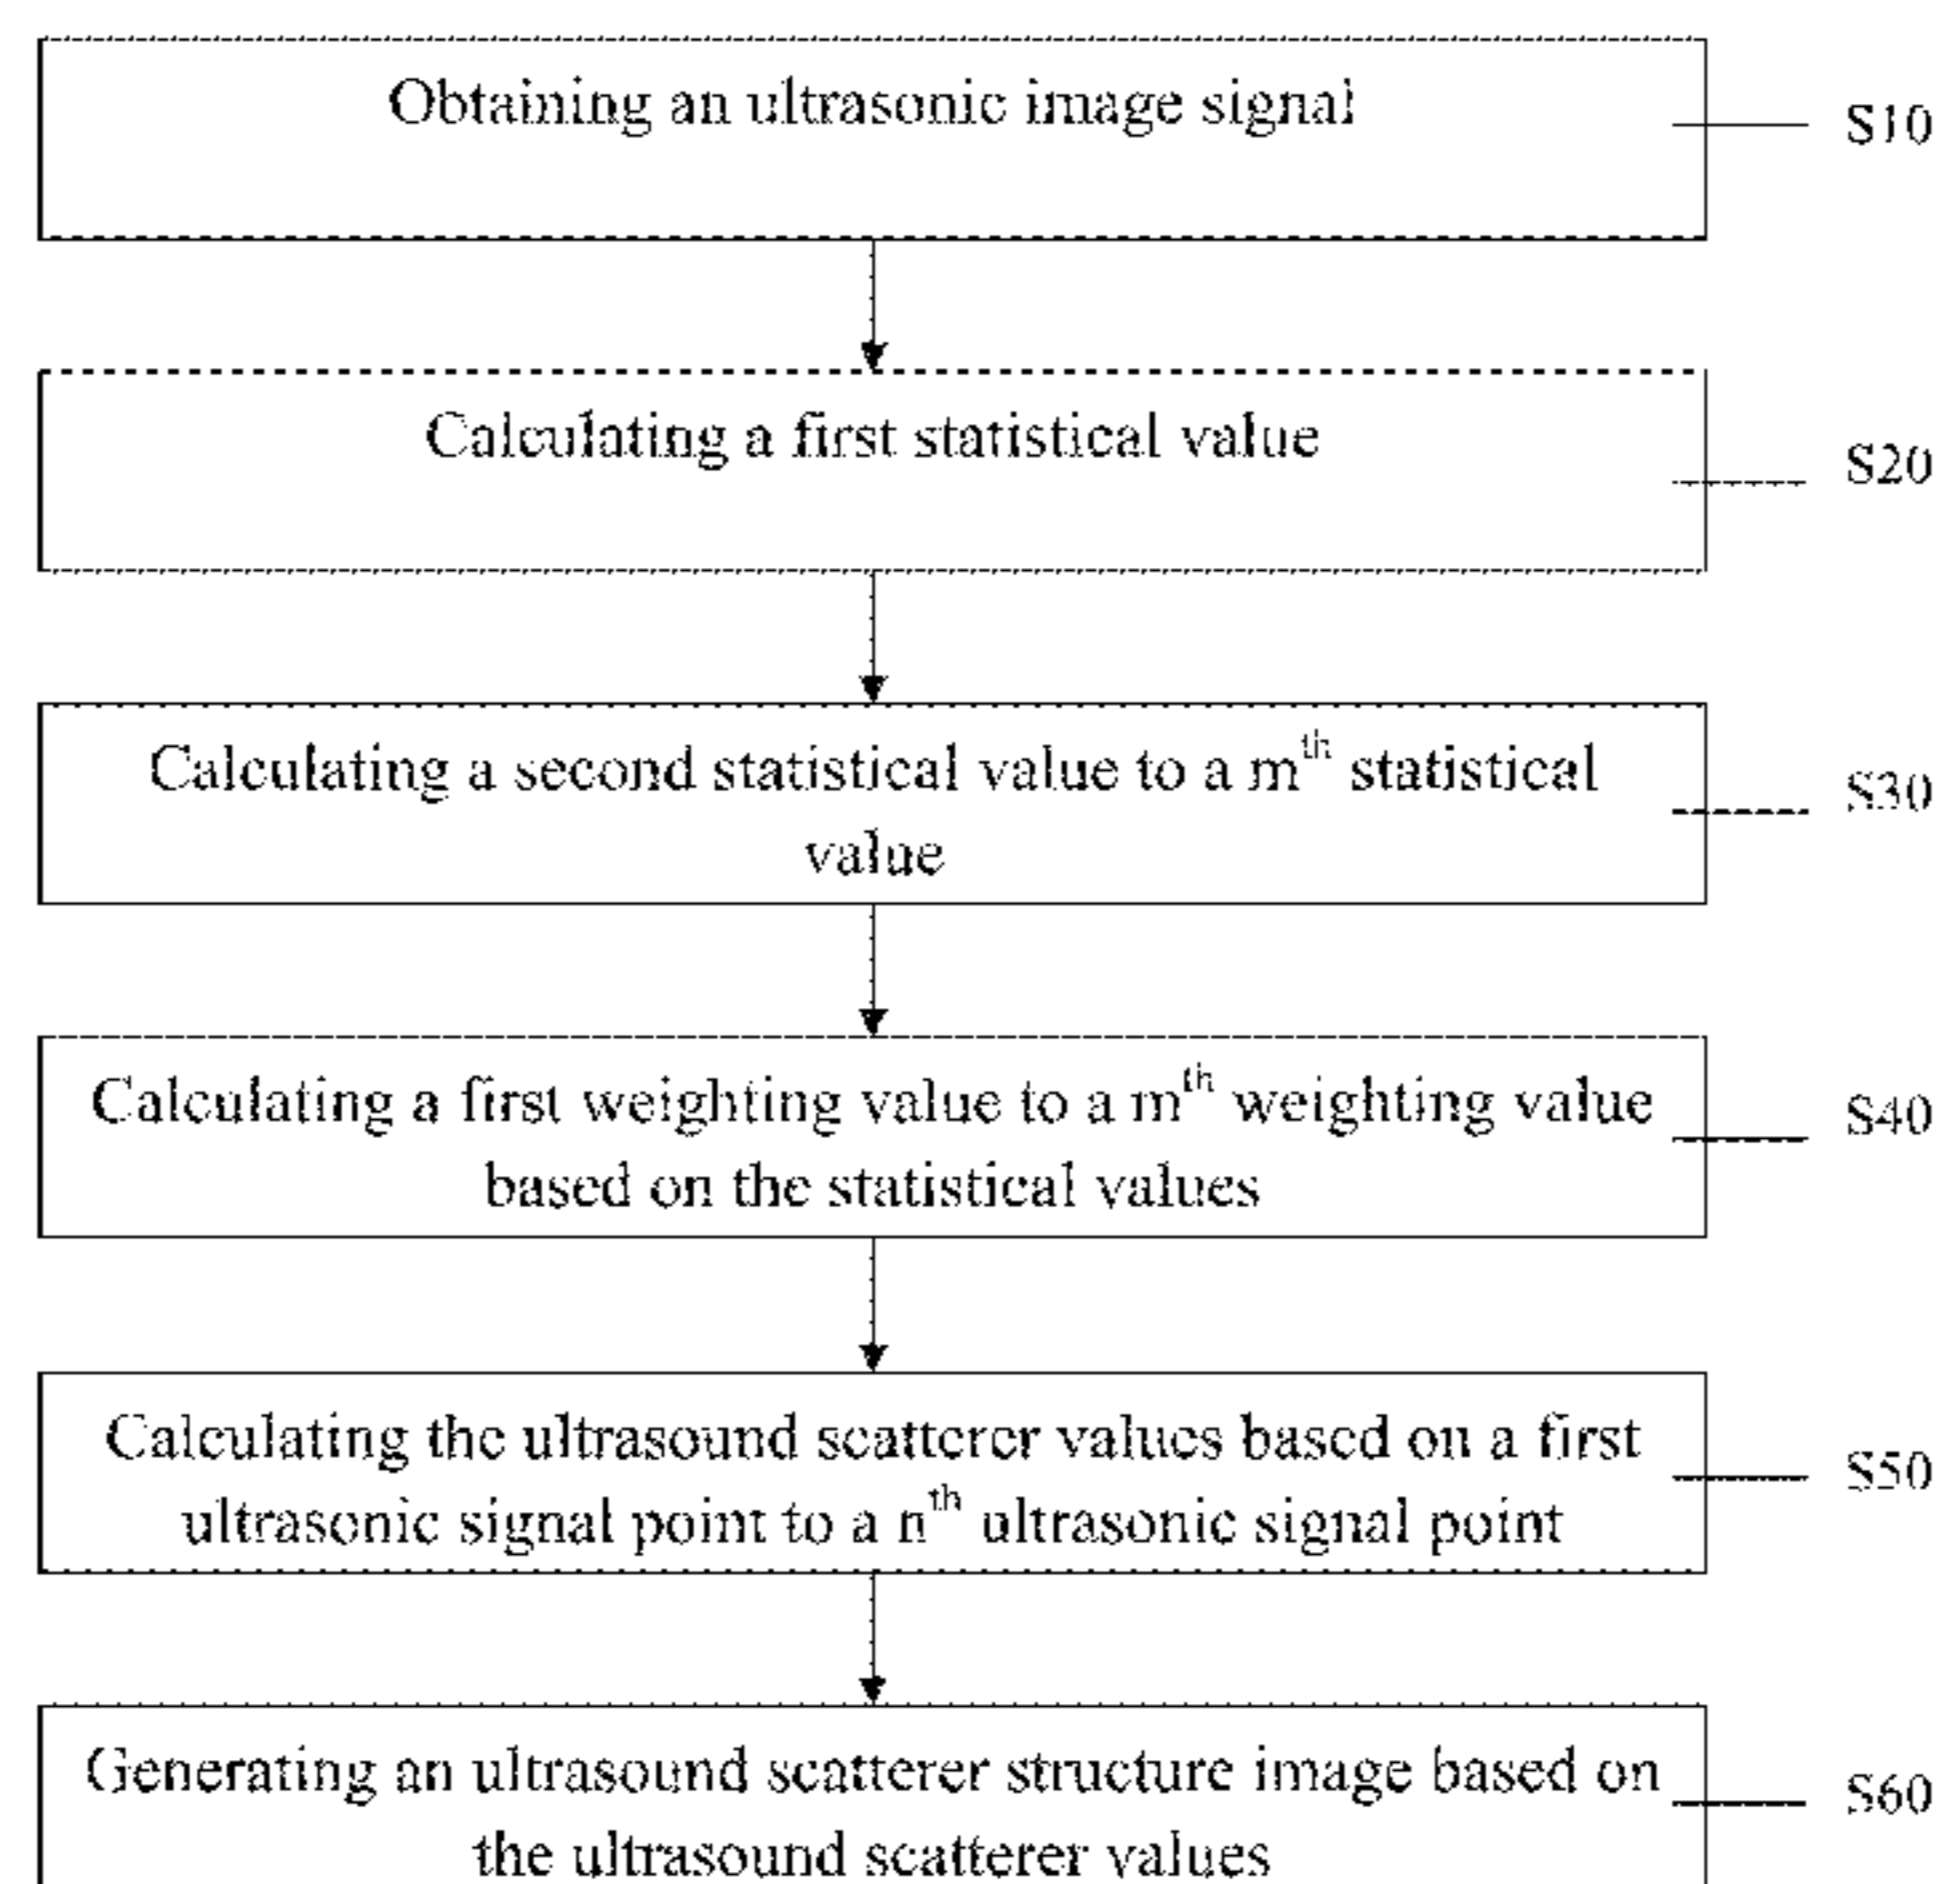 Obtaining an ultrasonic image signal
S10
Calculating a first statistical value
S20
Calculating a second statistical value to a mth statistical
value
S30
Calculating a first weighting value to a mth weighting value
based on the statistical values
S40
Calculating the ultrasound scatterer values based on a first
ultrasonic signal point to a nth ultrasonic signal point
S50
Generating an ultrasound scatterer structure image based on
the ultrasound scatterer values
S60